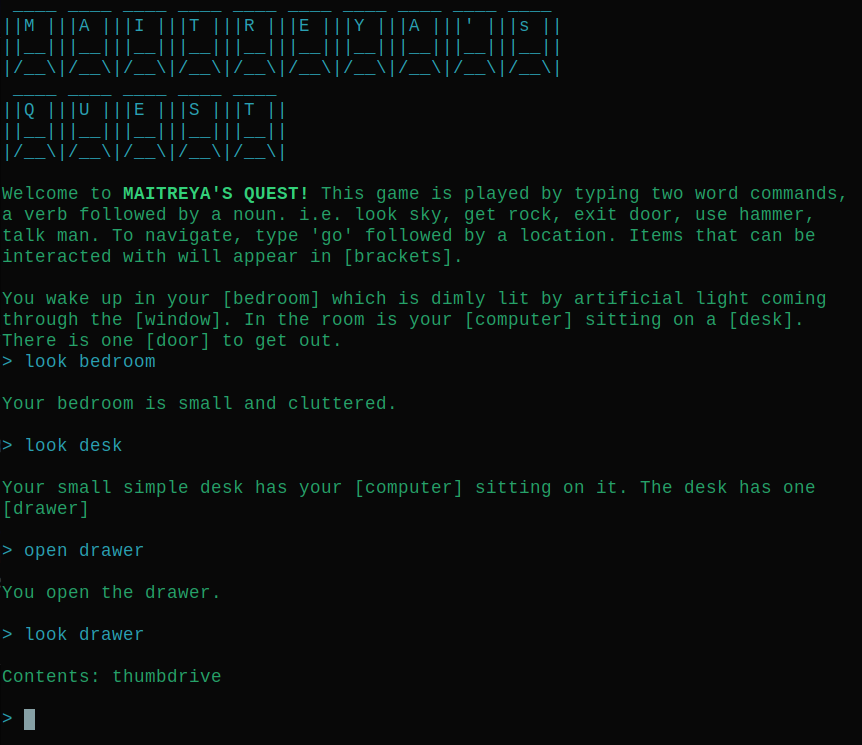 ____ ____ ____ ____ ____ ____ ____ ____ ____ ____
||M |||A |||I |||T |||R |||E |||Y |||A |||' |||s ||
||__|||__|||__|||__|||__|||__|||__|||__|||__|||__||
|/__\|/__\|/__\|/__\|/__\|/__\|/__\|/__\|/__\|/__\|
 ____ ____ ____ ____ ____
||Q |||U |||E |||S |||T ||
||__|||__|||__|||__|||__||
|/__\|/__\|/__\|/__\|/__\|
Welcome to MAITREYA'S QUEST! This game is played by typing two word commands,
a verb followed by a noun. i.e. look sky, get rock, exit door, use hammer,
talk man. To navigate, type 'go' followed by a location. Items that can be
interacted with will appear in [brackets].
You wake up in your [bedroom] which is dimly lit by artificial light coming
through the [window]. In the room is your [computer] sitting on a [desk].
There is one [door] to get out.
> look bedroom
Your bedroom is small and cluttered.
> look desk
Your small simple desk has your [computer] sitting on it. The desk has one
[drawer]
> open drawer
You open the drawer.
> look drawer
Contents: thumbdrive
>